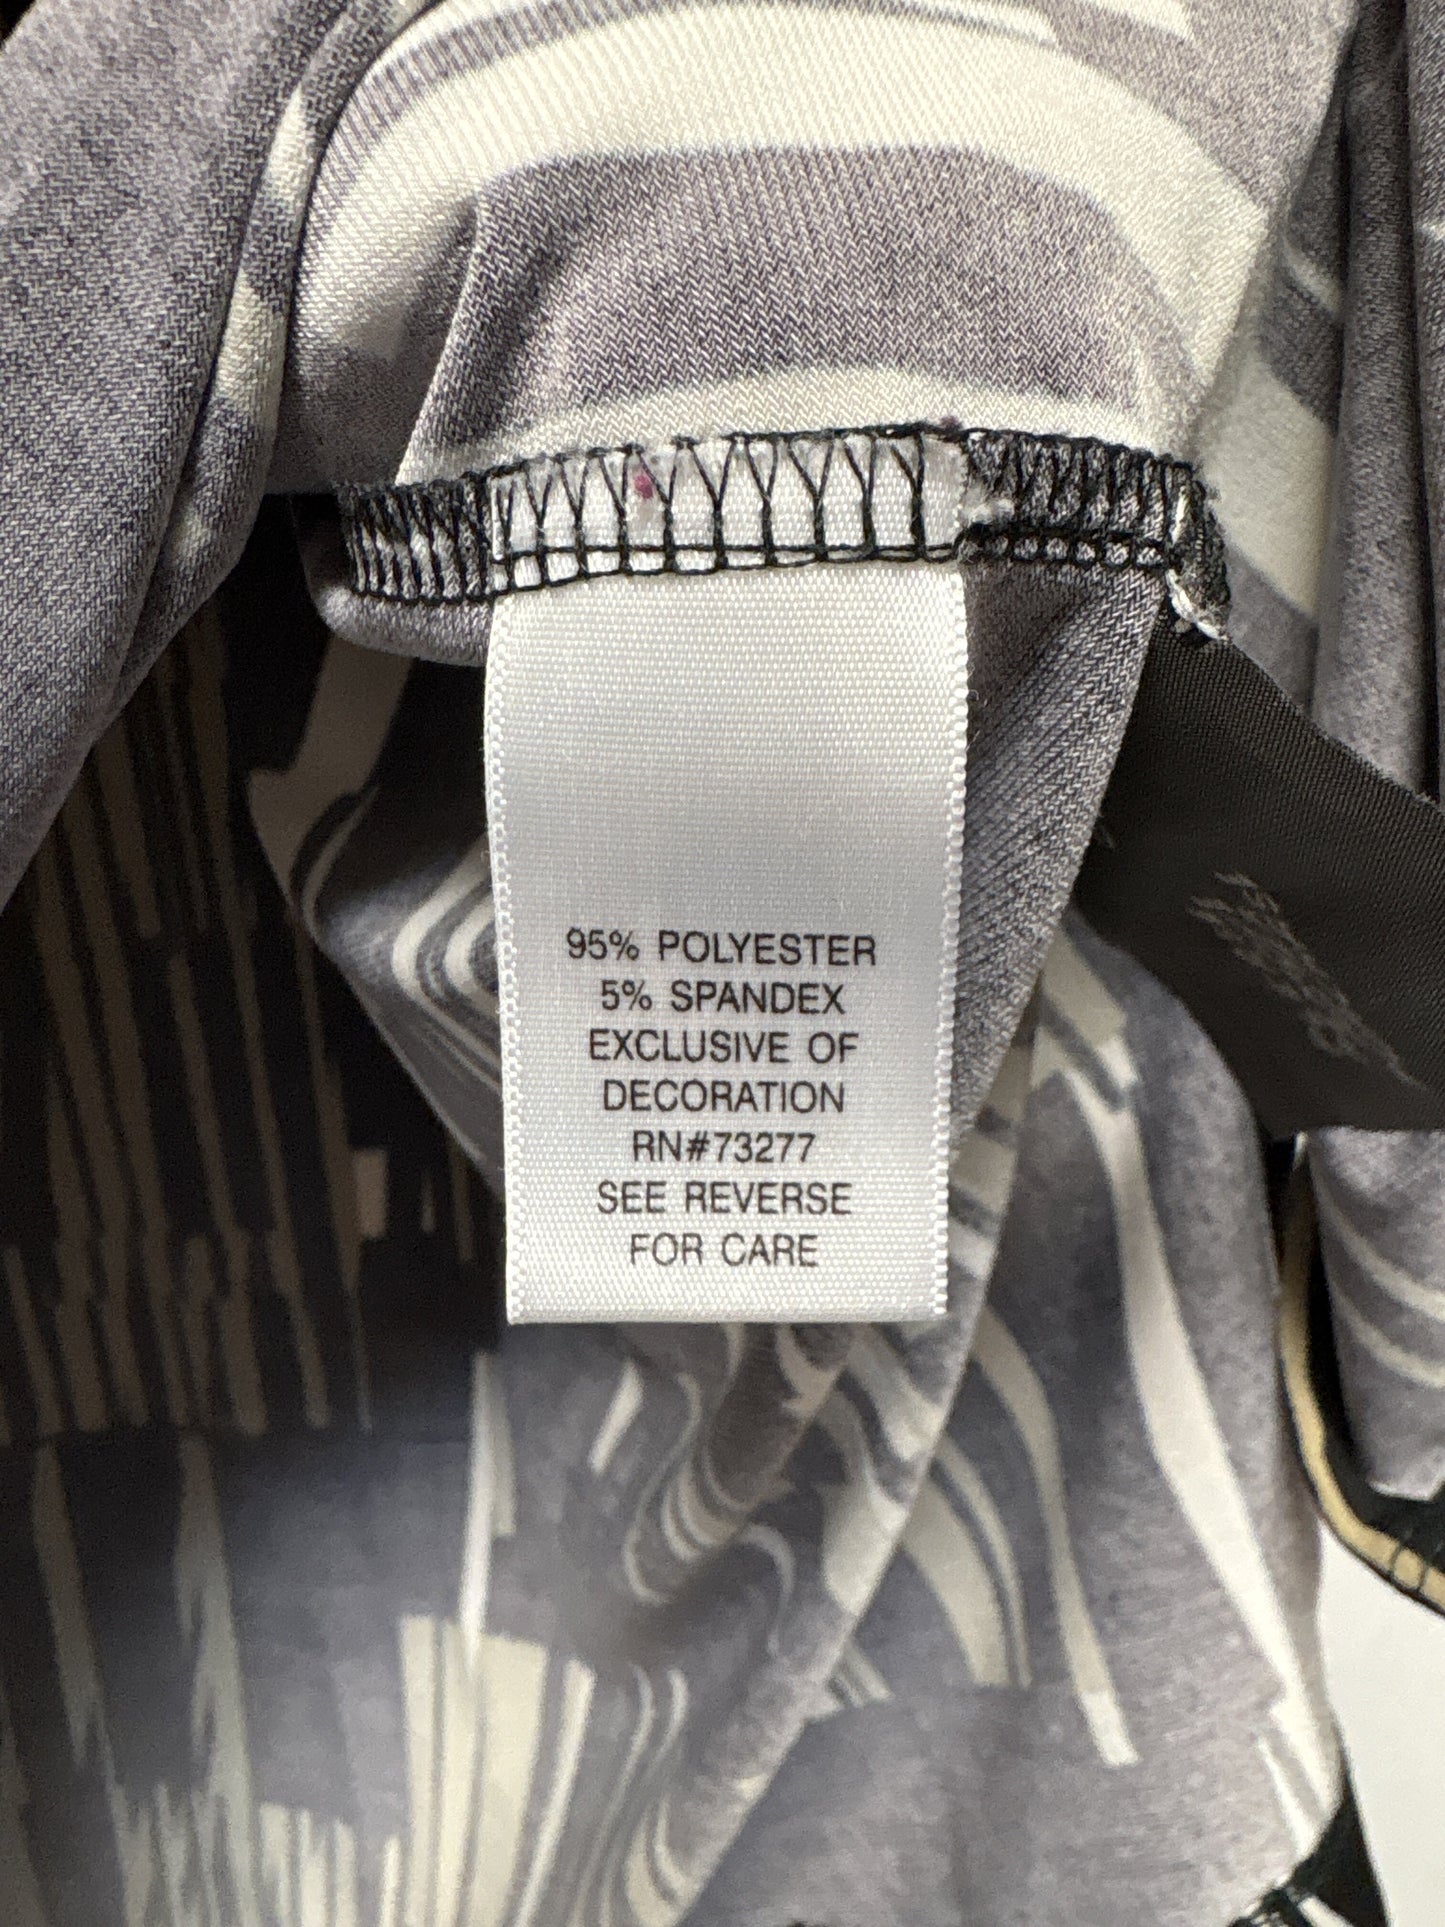 95% POLYESTER
5% SPANDEX
EXCLUSIVE OF
DECORATION
RN#73277
SEE REVERSE
FOR CARE